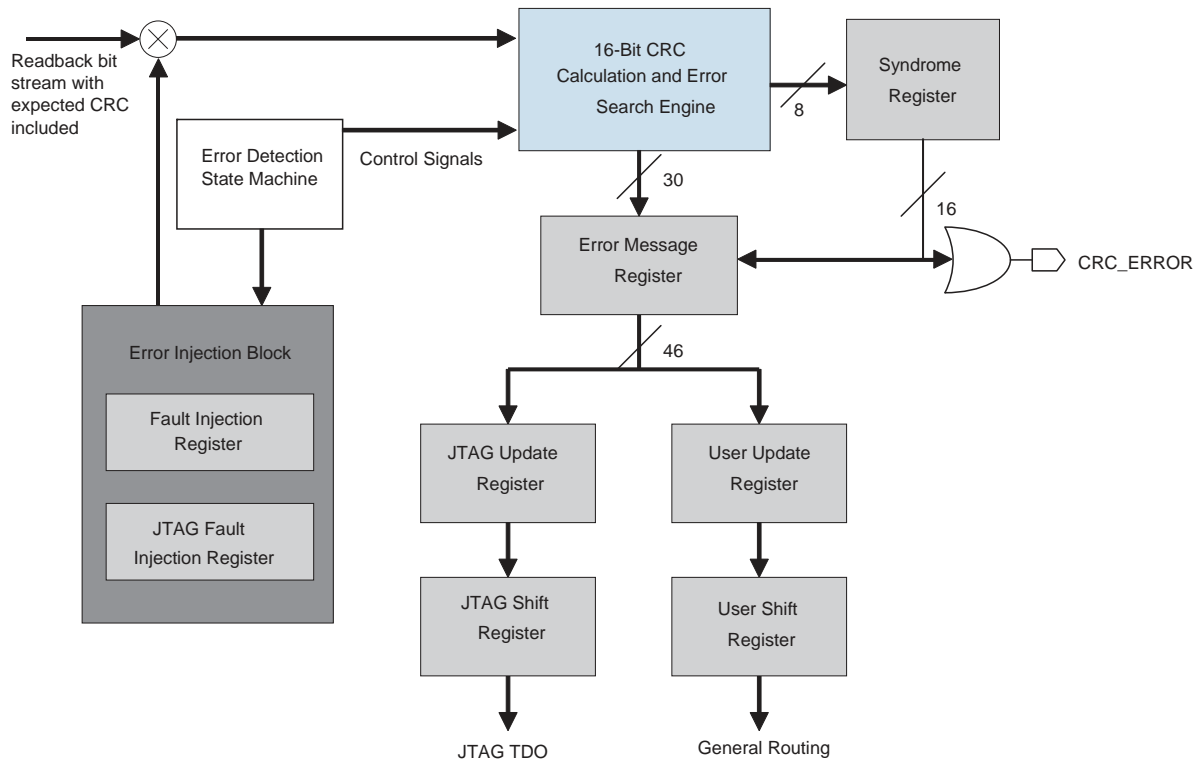 Readback bit
stream with
expected CRC
included
16-Bit CRC
Calculation and Error
Search Engine
8
Syndrome
Register
Error Detection
State Machine
Control Signals
30
16
Error Message
Register
CRC_ERROR
46
Error Injection Block
Fault Injection
Register
JTAG Fault
Injection Register
JTAG Update
Register
User Update
Register
JTAG Shift
Register
User Shift
Register
JTAG TDO
General Routing